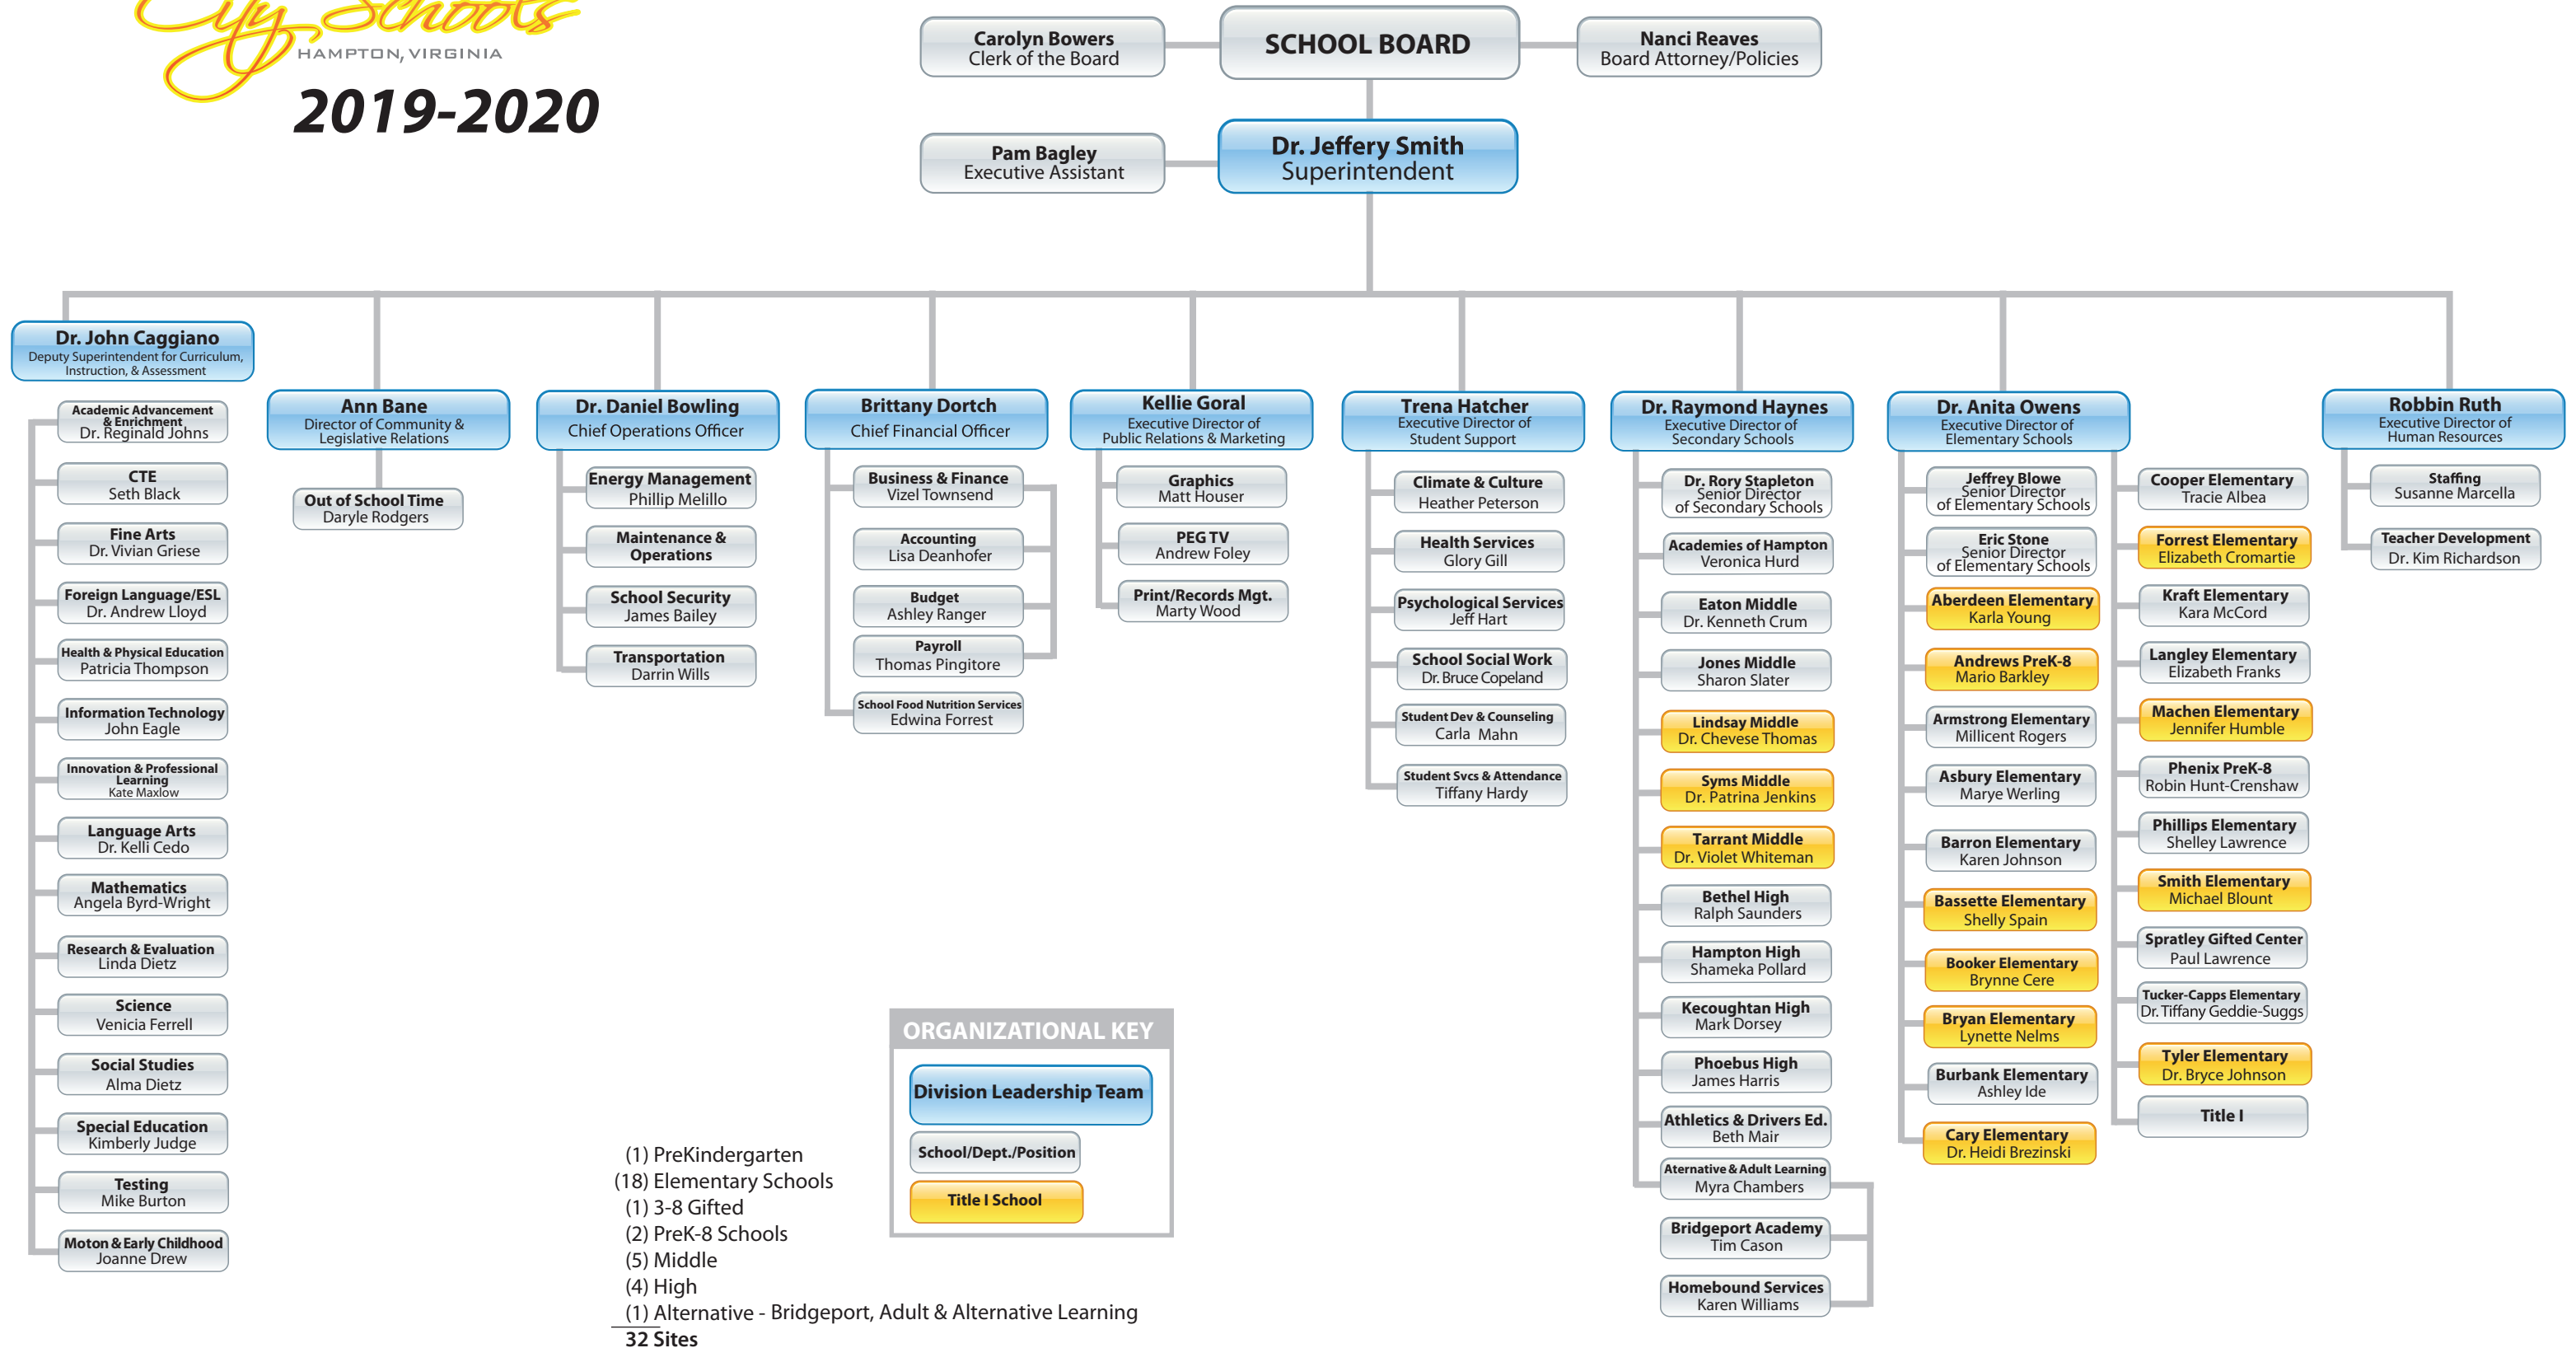 City Schools
HAMPTON, VIRGINIA
2019-2020
Carolyn Bowers
Clerk of the Board
SCHOOL BOARD
Nanci Reaves
Board Attorney/Policies
Pam Bagley
Executive Assistant
Dr. Jeffery Smith
Superintendent
Dr. John Caggiano
Deputy Superintendent for Curriculum,
Instruction, & Assessment
Academic Advancement
& Enrichment
Dr. Reginald Johns
CTE
Seth Black
Fine Arts
Dr. Vivian Griese
Foreign Language/ESL
Dr. Andrew Lloyd
Health & Physical Education
Patricia Thompson
Information Technology
John Eagle
Innovation & Professional
Learning
Kate Maxlow
Language Arts
Dr. Kelli Cedo
Mathematics
Angela Byrd-Wright
Research & Evaluation
Linda Dietz
Science
Venicia Ferrell
Social Studies
Alma Dietz
Special Education
Kimberly Judge
Testing
Mike Burton
Moton & Early Childhood
Joanne Drew
Ann Bane
Director of Community &
Legislative Relations
Out of School Time
Daryle Rodgers
Dr. Daniel Bowling
Chief Operations Officer
Energy Management
Phillip Melillo
Maintenance &
Operations
School Security
James Bailey
Transportation
Darrin Wills
Brittany Dortch
Chief Financial Officer
Business & Finance
Vizel Townsend
Accounting
Lisa Deanhofer
Budget
Ashley Ranger
Payroll
Thomas Pingitore
School Food Nutrition Services
Edwina Forrest
Kellie Goral
Executive Director of
Public Relations & Marketing
Graphics
Matt Houser
PEG TV
Andrew Foley
Print/Records Mgt.
Marty Wood
Trena Hatcher
Executive Director of
Student Support
Climate & Culture
Heather Peterson
Health Services
Glory Gill
Psychological Services
Jeff Hart
School Social Work
Dr. Bruce Copeland
Student Dev & Counseling
Carla Mahn
Student Svcs & Attendance
Tiffany Hardy
Dr. Raymond Haynes
Executive Director of
Secondary Schools
Dr. Rory Stapleton
Senior Director
of Secondary Schools
Academies of Hampton
Veronica Hurd
Eaton Middle
Dr. Kenneth Crum
Jones Middle
Sharon Slater
Lindsay Middle
Dr. Chevese Thomas
Syms Middle
Dr. Patrina Jenkins
Tarrant Middle
Dr. Violet Whiteman
Bethel High
Ralph Saunders
Hampton High
Shameka Pollard
Kecoughtan High
Mark Dorsey
Phoebus High
James Harris
Athletics & Drivers Ed.
Beth Mair
Aternative & Adult Learning
Myra Chambers
Bridgeport Academy
Tim Cason
Homebound Services
Karen Williams
Dr. Anita Owens
Executive Director of
Elementary Schools
Jeffrey Blowe
Senior Director
of Elementary Schools
Eric Stone
Senior Director
of Elementary Schools
Aberdeen Elementary
Karla Young
Andrews PreK-8
Mario Barkley
Armstrong Elementary
Millicent Rogers
Asbury Elementary
Marye Werling
Barron Elementary
Karen Johnson
Bassette Elementary
Shelly Spain
Booker Elementary
Brynne Cere
Bryan Elementary
Lynette Nelms
Burbank Elementary
Ashley Ide
Cary Elementary
Dr. Heidi Brezinski
Cooper Elementary
Tracie Albea
Forrest Elementary
Elizabeth Cromartie
Kraft Elementary
Kara McCord
Langley Elementary
Elizabeth Franks
Machen Elementary
Jennifer Humble
Phenix PreK-8
Robin Hunt-Crenshaw
Phillips Elementary
Shelley Lawrence
Smith Elementary
Michael Blount
Spratley Gifted Center
Paul Lawrence
Tucker-Capps Elementary
Dr. Tiffany Geddie-Suggs
Tyler Elementary
Dr. Bryce Johnson
Title I
Robbin Ruth
Executive Director of
Human Resources
Staffing
Susanne Marcella
Teacher Development
Dr. Kim Richardson
ORGANIZATIONAL KEY
Division Leadership Team
School/Dept./Position
Title I School
(1) PreKindergarten
(18) Elementary Schools
(1) 3-8 Gifted
(2) PreK-8 Schools
(5) Middle
(4) High
(1) Alternative - Bridgeport, Adult & Alternative Learning
32 Sites